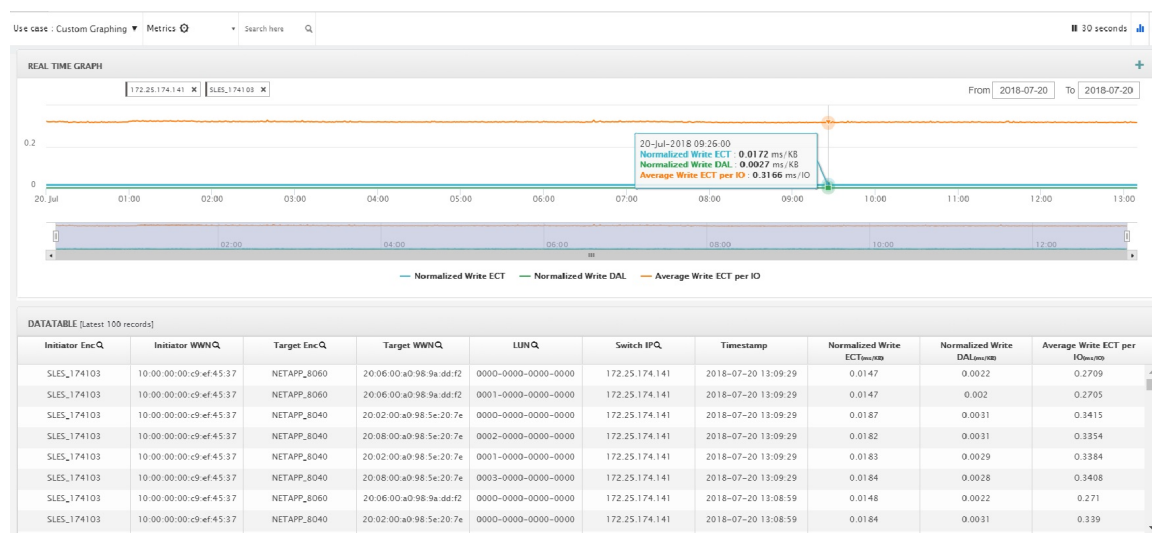 Use case : Custom Graphing ▼ Metrics Search here 30 seconds
REAL TIME GRAPH +
172.25.174.141 × SLES_174103 × From 2018-07-20 To 2018-07-20
0.2
20-Jul-2018 09:26:00
Normalized Write ECT : 0.0172 ms/KB
Normalized Write DAL : 0.0027 ms/KB
Average Write ECT per IO : 0.3166 ms/IO
0
20. Jul 01:00 02:00 03:00 04:00 05:00 06:00 07:00 08:00 09:00 10:00 11:00 12:00 13:00
02:00 04:00 06:00 08:00 10:00 12:00
Normalized Write ECT Normalized Write DAL Average Write ECT per IO
DATATABLE [Latest 100 records]
Initiator Enc Initiator WWN Target Enc Target WWN LUN Switch IP Timestamp Normalized Write ECT(ms/KB) Normalized Write DAL(ms/KB) Average Write ECT per IO(ms/IO)
SLES_174103 10:00:00:00:c9:ef:45:37 NETAPP_8060 20:06:00:a0:98:9a:dd:f2 0000-0000-0000-0000 172.25.174.141 2018-07-20 13:09:29 0.0147 0.0022 0.2709
SLES_174103 10:00:00:00:c9:ef:45:37 NETAPP_8060 20:06:00:a0:98:9a:dd:f2 0001-0000-0000-0000 172.25.174.141 2018-07-20 13:09:29 0.0147 0.002 0.2705
SLES_174103 10:00:00:00:c9:ef:45:37 NETAPP_8040 20:02:00:a0:98:5e:20:7e 0000-0000-0000-0000 172.25.174.141 2018-07-20 13:09:29 0.0187 0.0031 0.3415
SLES_174103 10:00:00:00:c9:ef:45:37 NETAPP_8040 20:08:00:a0:98:5e:20:7e 0002-0000-0000-0000 172.25.174.141 2018-07-20 13:09:29 0.0182 0.0031 0.3354
SLES_174103 10:00:00:00:c9:ef:45:37 NETAPP_8040 20:02:00:a0:98:5e:20:7e 0001-0000-0000-0000 172.25.174.141 2018-07-20 13:09:29 0.0183 0.0029 0.3384
SLES_174103 10:00:00:00:c9:ef:45:37 NETAPP_8040 20:08:00:a0:98:5e:20:7e 0003-0000-0000-0000 172.25.174.141 2018-07-20 13:09:29 0.0184 0.0028 0.3408
SLES_174103 10:00:00:00:c9:ef:45:37 NETAPP_8060 20:06:00:a0:98:9a:dd:f2 0000-0000-0000-0000 172.25.174.141 2018-07-20 13:08:59 0.0148 0.0022 0.271
SLES_174103 10:00:00:00:c9:ef:45:37 NETAPP_8040 20:02:00:a0:98:5e:20:7e 0000-0000-0000-0000 172.25.174.141 2018-07-20 13:08:59 0.0184 0.0031 0.339